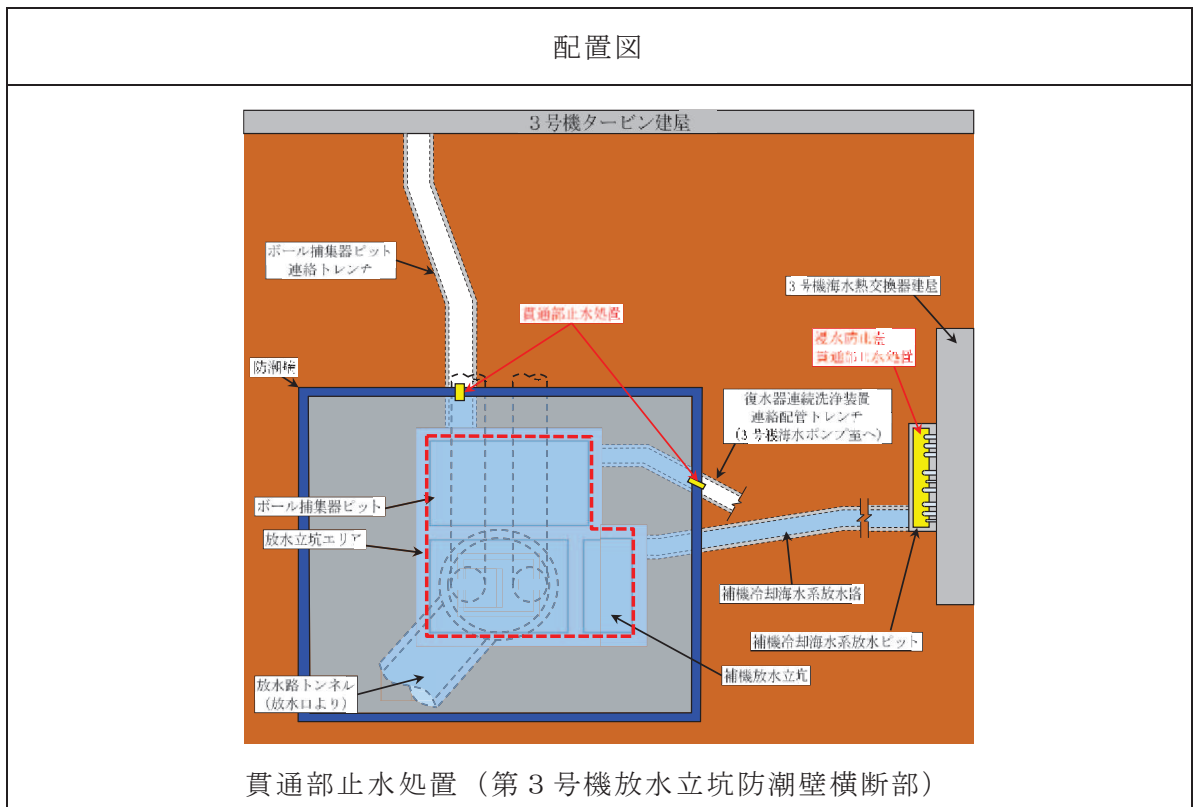 配置図
3号機タービン建屋
ボール捕集器ピット
連絡トレンチ
3号機海水熱交換器建屋
貫通部止水処置
浸水防止蓋
貫通部止水処置
防潮壁
復水器連続洗浄装置
連絡配管トレンチ
(3号機海水ポンプ室へ)
ボール捕集器ピット
放水立坑エリア
補機冷却海水系放水路
補機冷却海水系放水ピット
補機放水立坑
放水路トンネル
(放水口より)
貫通部止水処置(第3号機放水立坑防潮壁横断部)